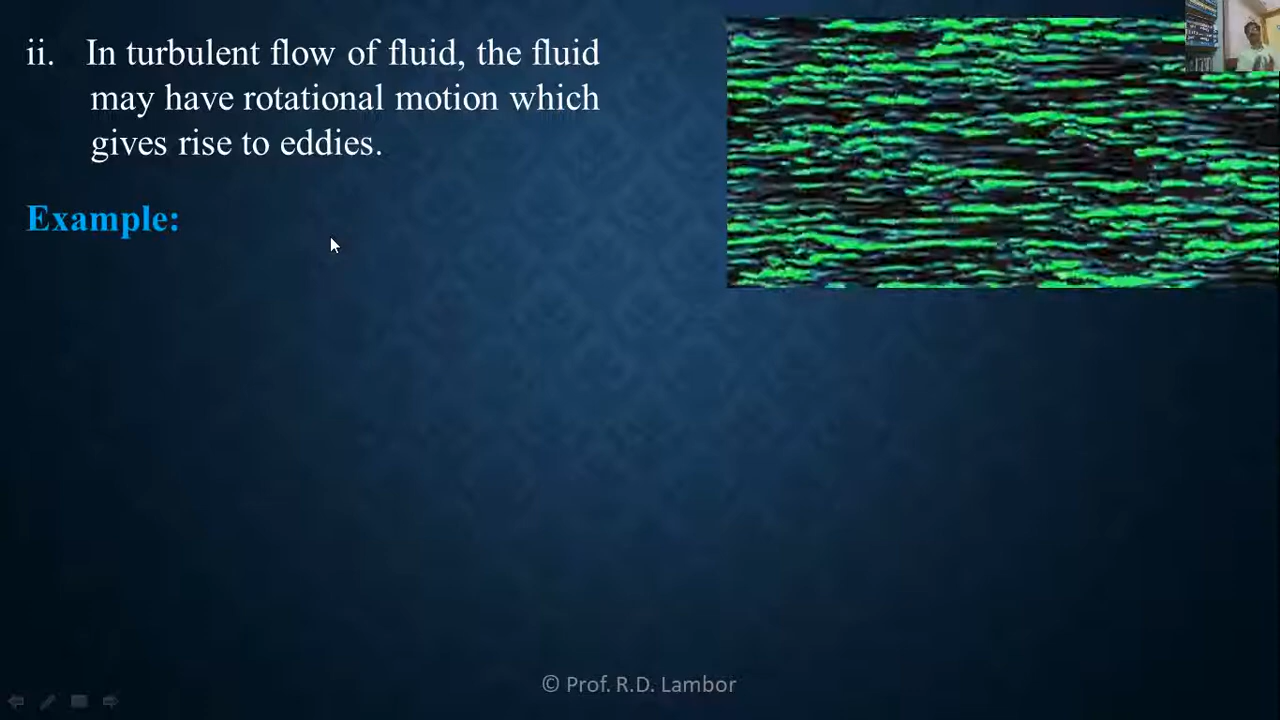 ii. In turbulent flow of fluid, the fluid
may have rotational motion which
gives rise to eddies.
Example:
© Prof. R.D. Lambor